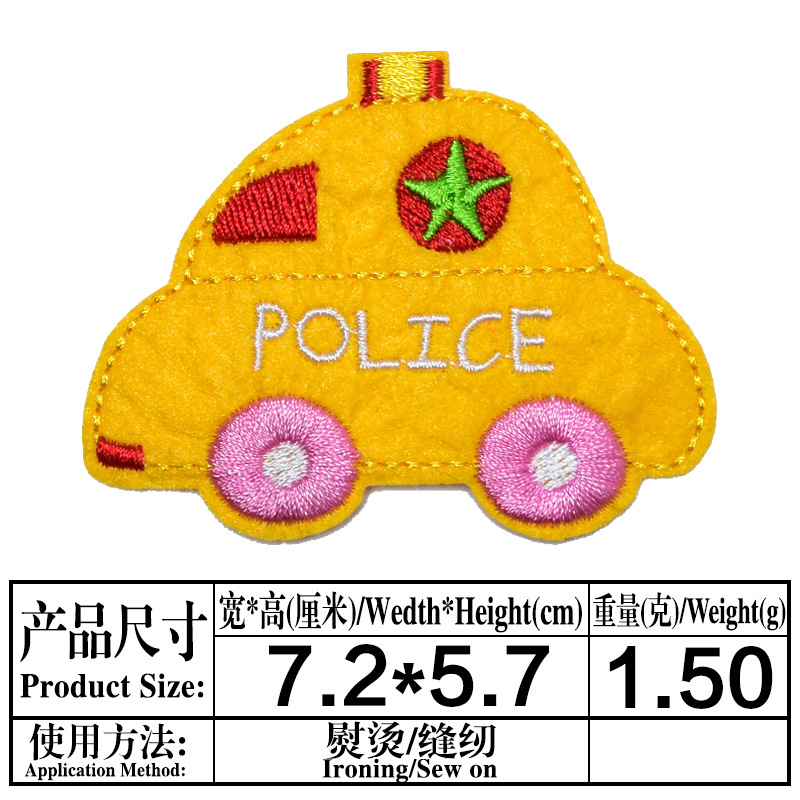 POLICE
产品尺寸
Product Size:
宽*高(厘米)/Wedth*Height(cm)
7.2*5.7
重量(克)/Weight(g)
1.50
使用方法:
Application Method:
熨烫/缝纫
Ironing/Sew on